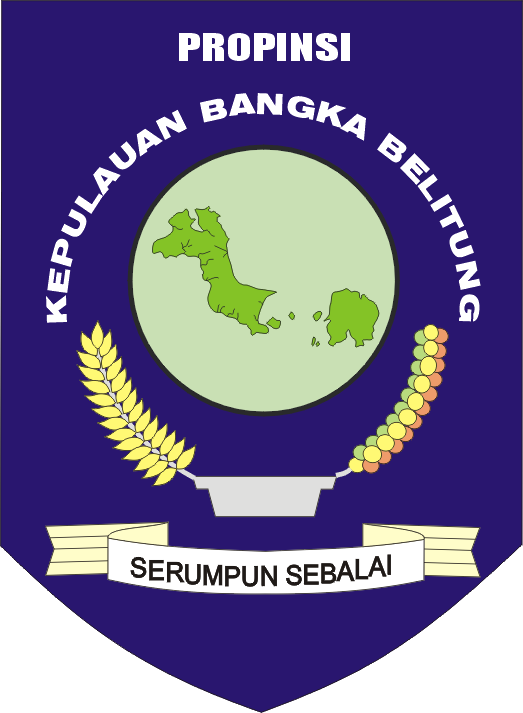 PROPINSI
KEPULAUAN BANGKA BELITUNG
SERUMPUN SEBALAI